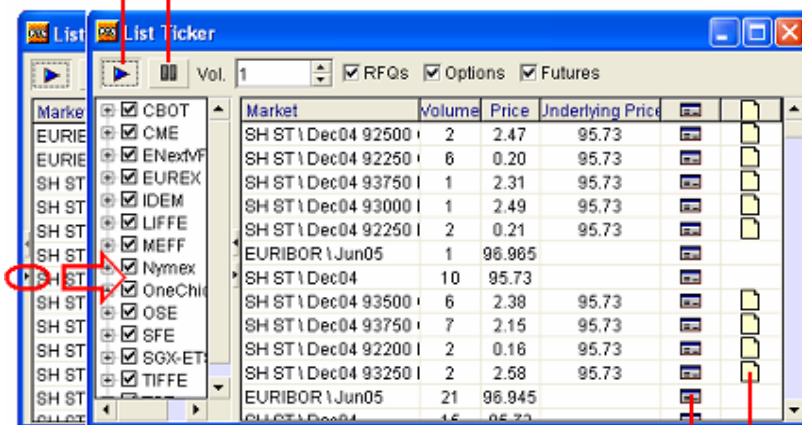 List
List Ticker
Vol. 1 RFQs Options Futures
Market Volume Price Underlying Price
CBOT
CME
ENextVF
EUREX
IDEM
LIFFE
MEFF
Nymex
OneChic
OSE
SFE
SGX-ET
TIFFE
SH ST \ Dec04 92500 2 2.47 95.73
SH ST \ Dec04 92250 6 0.20 95.73
SH ST \ Dec04 93750 1 2.31 95.73
SH ST \ Dec04 93000 1 2.49 95.73
SH ST \ Dec04 92250 2 0.21 95.73
EURIBOR \ Jun05 1 96.965
SH ST \ Dec04 10 95.73
SH ST \ Dec04 93500 6 2.38 95.73
SH ST \ Dec04 93750 7 2.15 95.73
SH ST \ Dec04 92200 2 0.16 95.73
SH ST \ Dec04 93250 2 2.58 95.73
EURIBOR \ Jun05 21 96.945
Marke
EURIE
EURIE
SH ST
SH ST
SH ST
SH ST
SH ST
SH ST
SH ST
SH ST
SH ST
SH ST